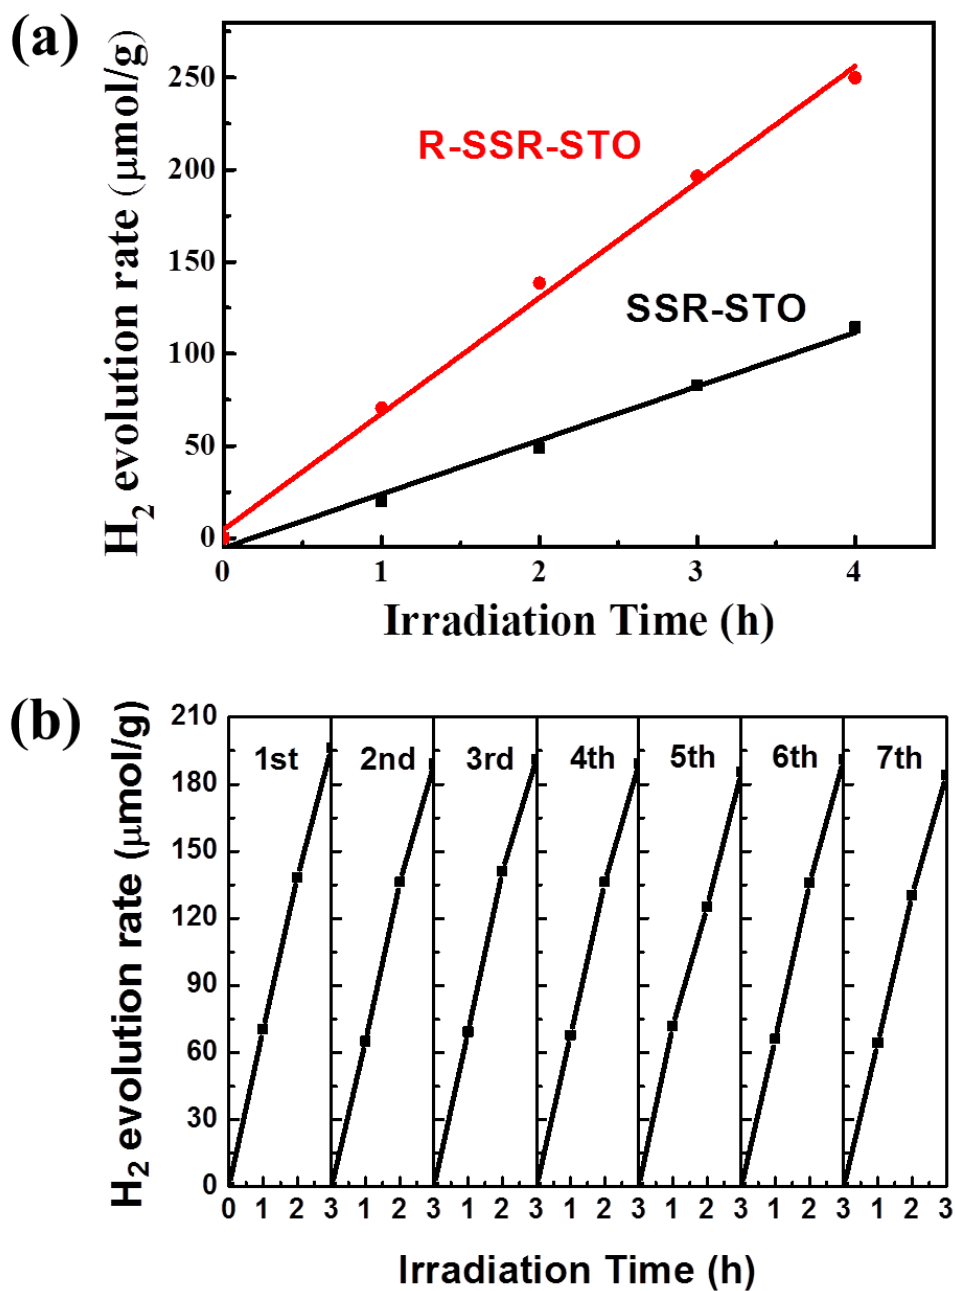 (a)
H2 evolution rate (μmol/g)
250
200
150
100
50
0
R-SSR-STO
SSR-STO
0 1 2 3 4
Irradiation Time (h)
(b)
H2 evolution rate (μmol/g)
210
180
150
120
90
60
30
0
1st 2nd 3rd 4th 5th 6th 7th
0 1 2 3 1 2 3 1 2 3 1 2 3 1 2 3 1 2 3 1 2 3
Irradiation Time (h)